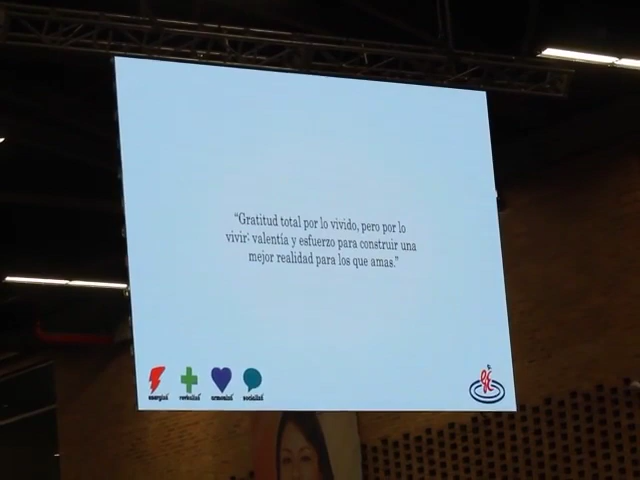 “Gratitud total por lo vivido, pero por lo
vivir: valentía y esfuerzo para construir una
mejor realidad para los que amas.”